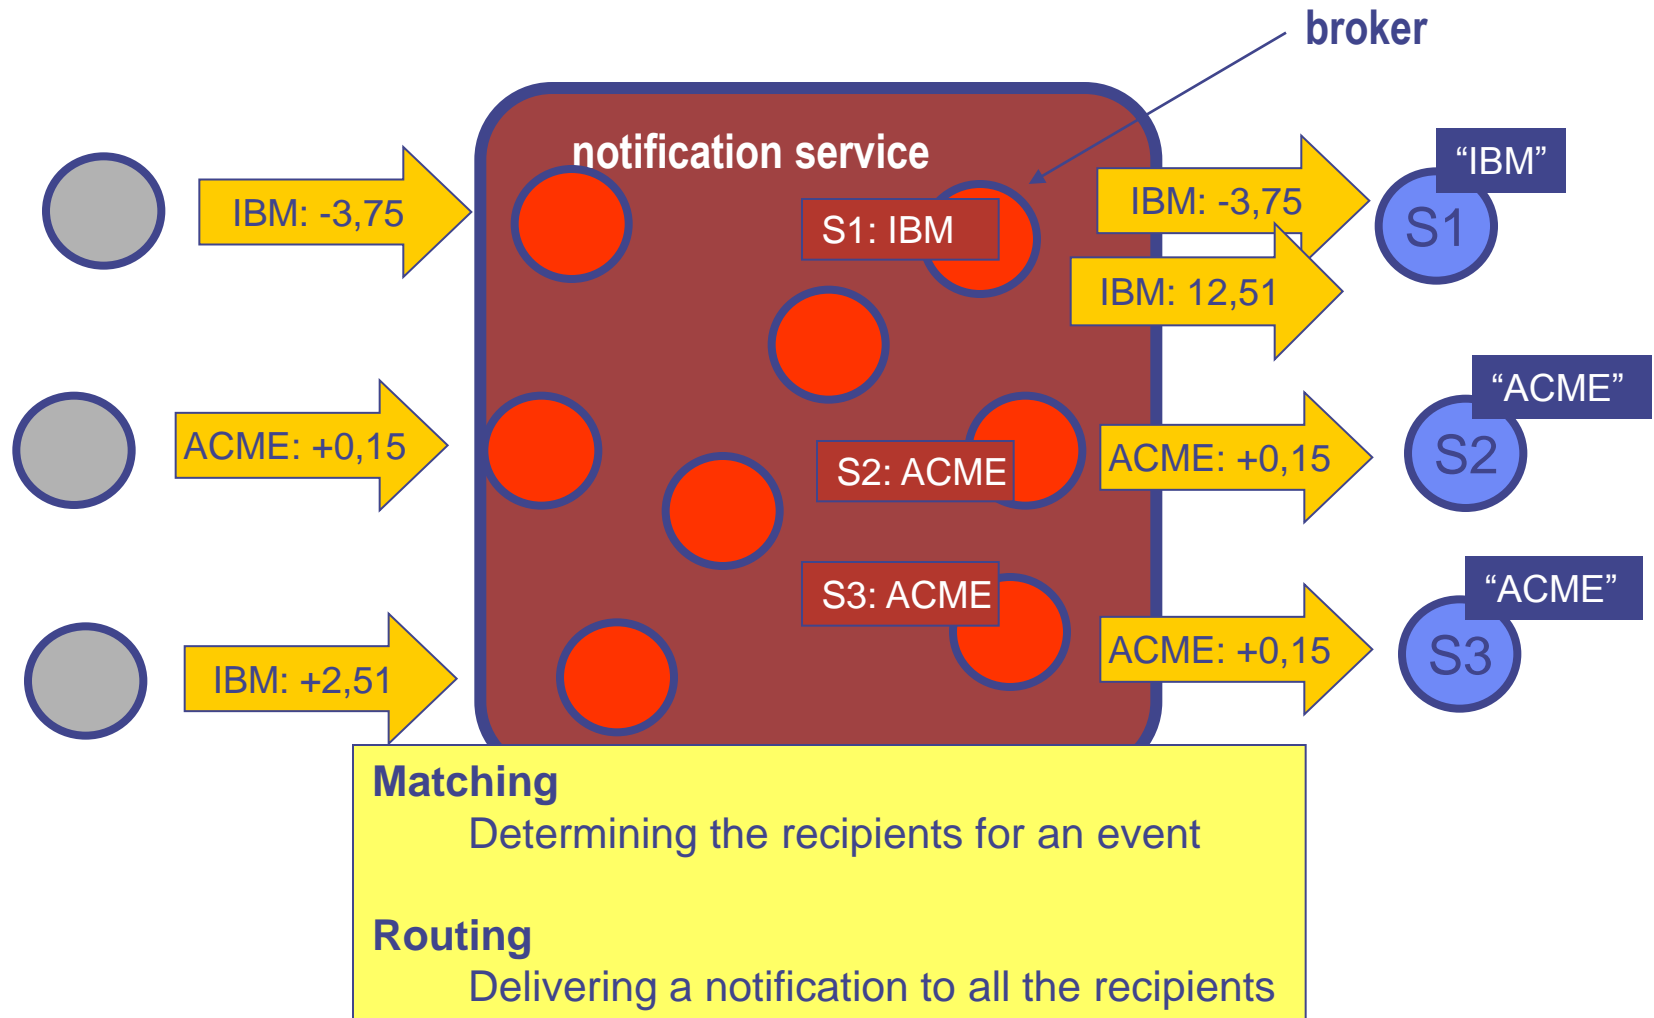 broker
notification service
IBM: -3,75
S1: IBM
IBM: -3,75
“IBM”
S1
IBM: 12,51
ACME: +0,15
S2: ACME
ACME: +0,15
“ACME”
S2
S3: ACME
“ACME”
IBM: +2,51
ACME: +0,15
S3
Matching
Determining the recipients for an event
Routing
Delivering a notification to all the recipients